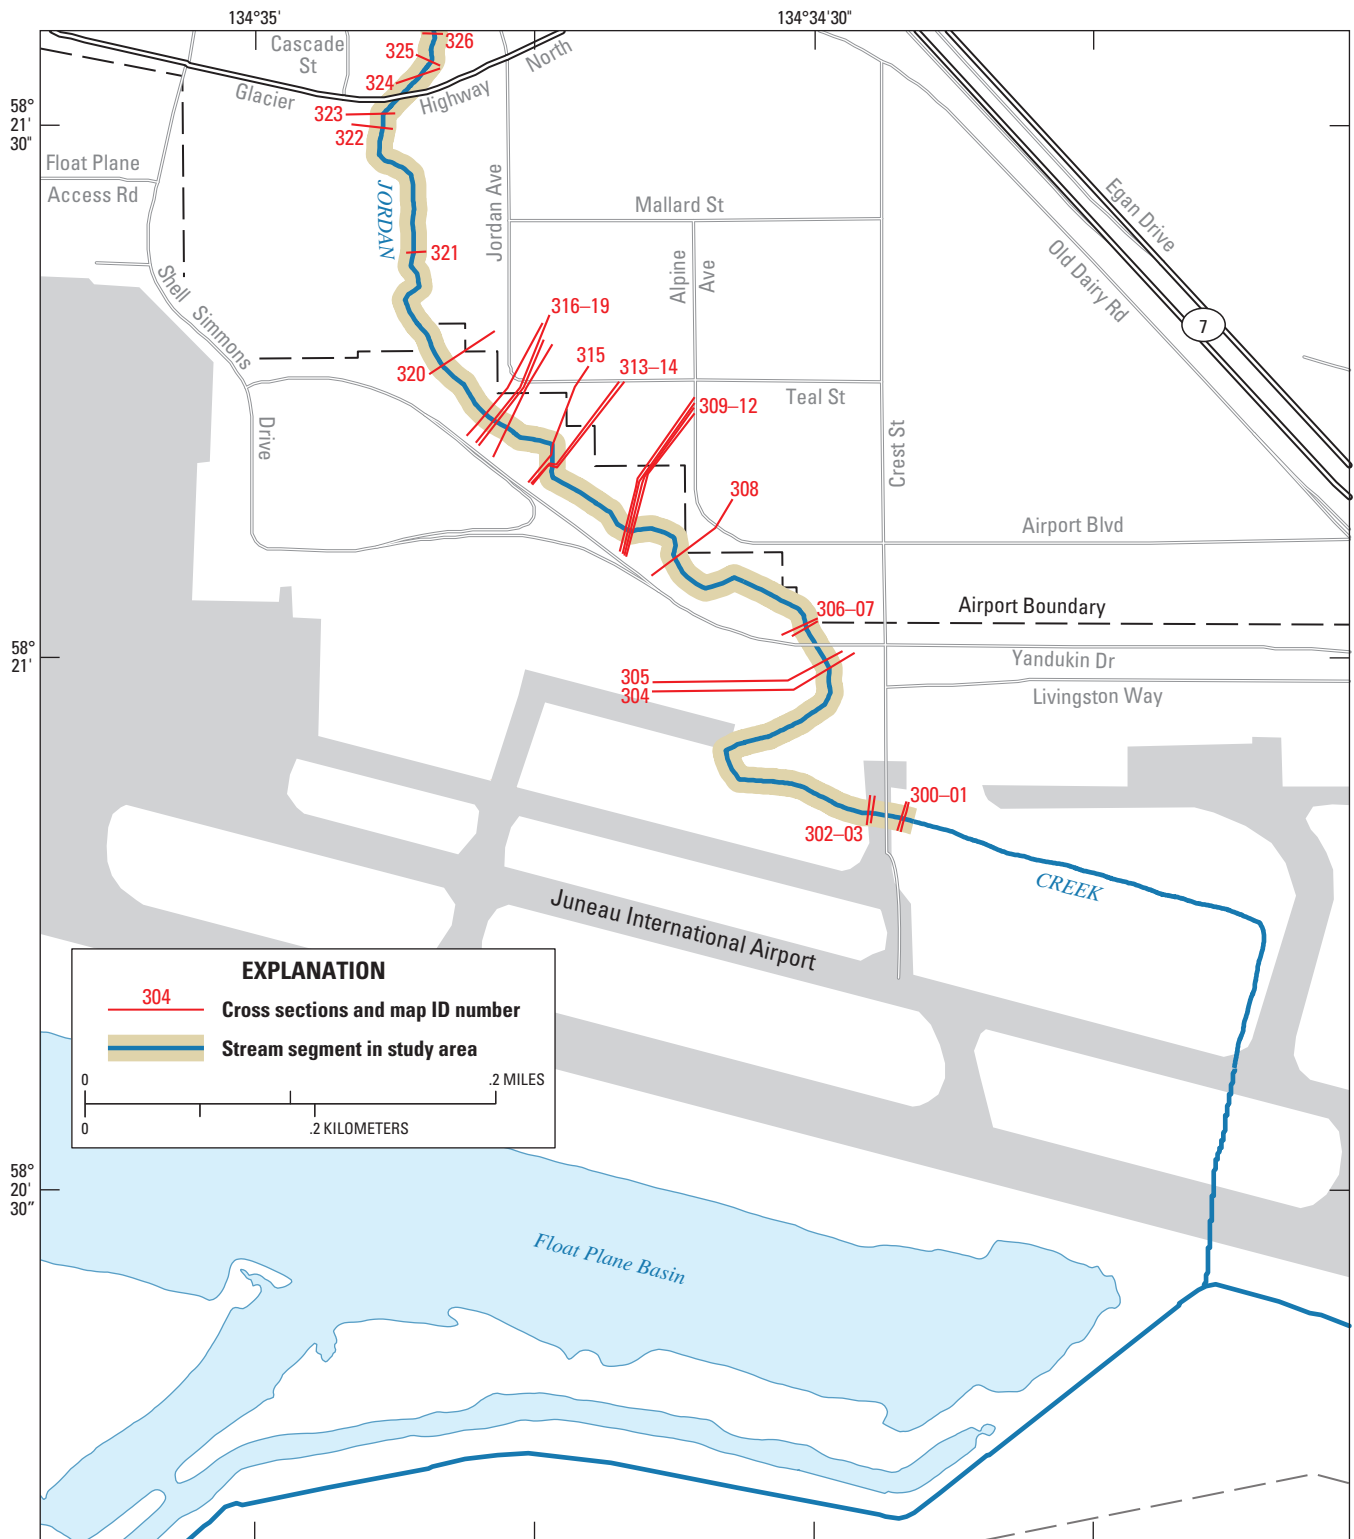 134°35'
134°34'30"
58°
21'
30"
58°
21'
58°
20'
30"
Cascade
St
325
326
324
North
Glacier
Highway
323
322
Float Plane
Access Rd
JORDAN
Jordan Ave
Mallard St
Egan Drive
Old Dairy Rd
7
321
Alpine
Ave
Shell Simmons
Drive
316–19
315
313–14
320
309–12
Teal St
Crest St
308
Airport Blvd
306–07
Airport Boundary
Yandukin Dr
305
304
Livingston Way
300–01
302–03
CREEK
Juneau International Airport
EXPLANATION
304
Cross sections and map ID number
Stream segment in study area
0
.2 MILES
0
.2 KILOMETERS
Float Plane Basin